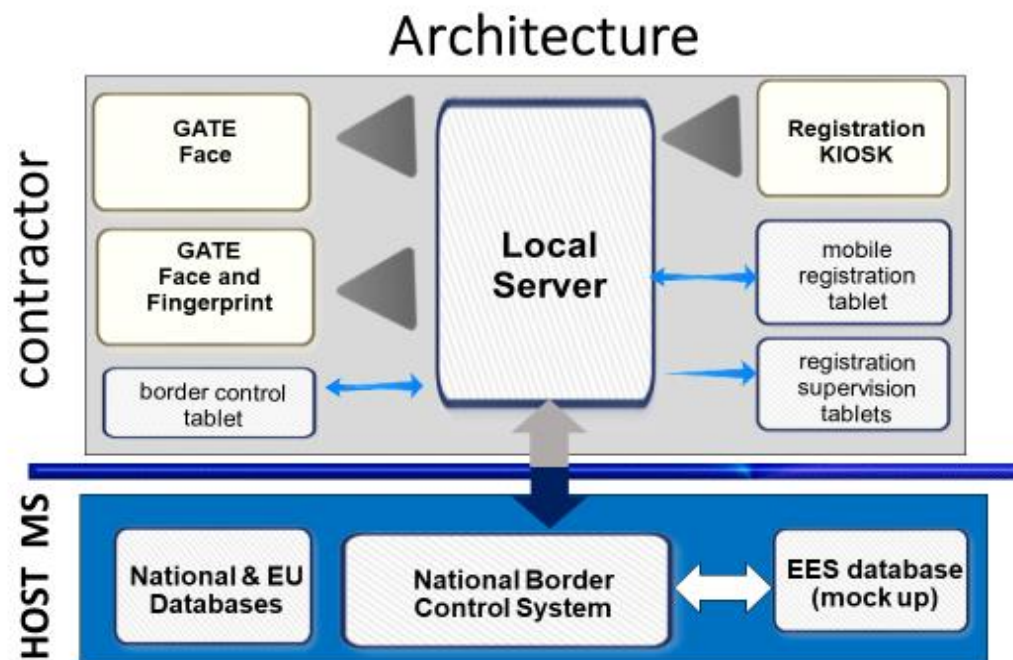 Architecture
contractor
GATE
Face
GATE
Face and
Fingerprint
border control
tablet
Local
Server
Registration
KIOSK
mobile
registration
tablet
registration
supervision
tablets
HOST MS
National & EU
Databases
National Border
Control System
EES database
(mock up)